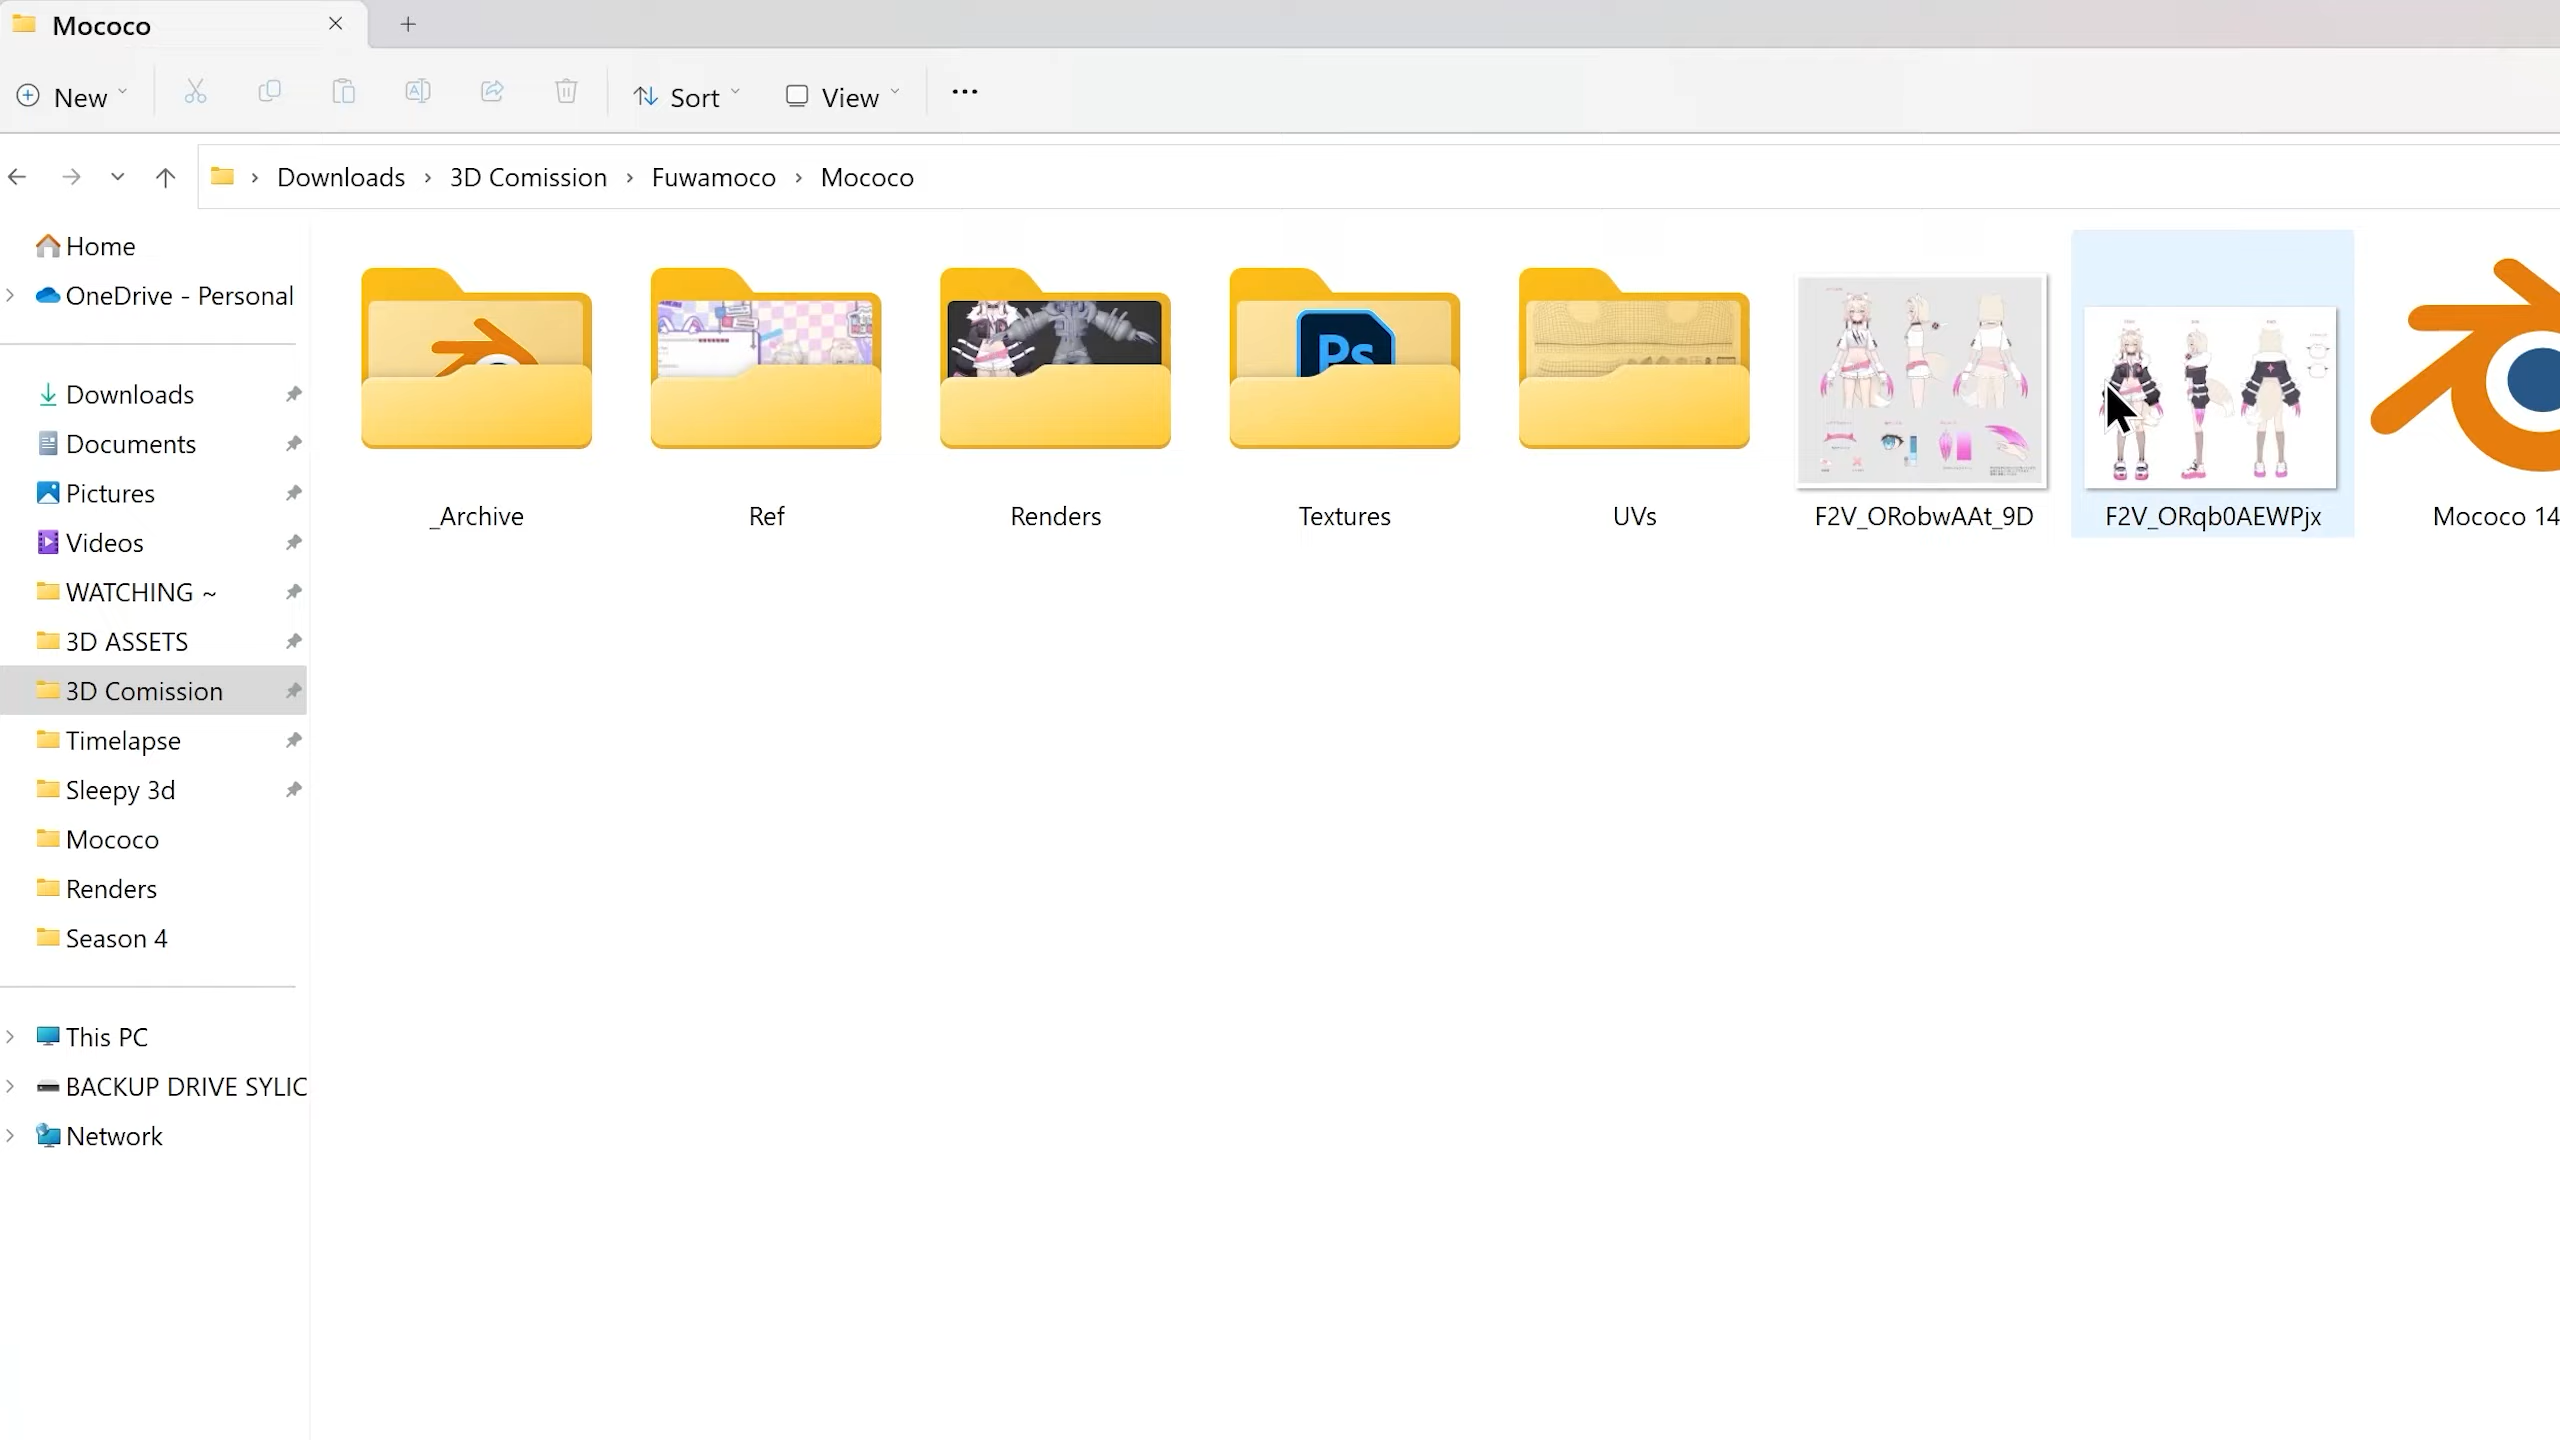 Mococo
New
Sort
View
Downloads
3D Comission
Fuwamoco
Mococo
Home
OneDrive - Personal
Downloads
Documents
Pictures
Videos
WATCHING ~
3D ASSETS
3D Comission
Timelapse
Sleepy 3d
Mococo
Renders
Season 4
This PC
BACKUP DRIVE SYLIC
Network
Ps
_Archive
Ref
Renders
Textures
UVs
F2V_ORobwAAt_9D
F2V_ORqb0AEWPjx
Mococo 14